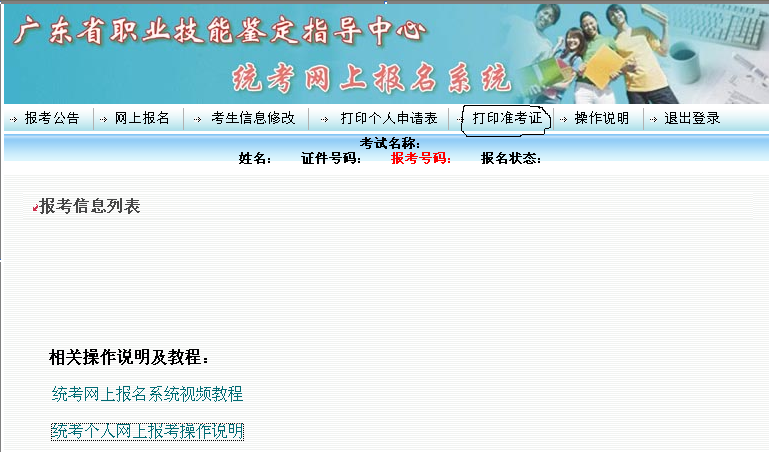 广东省职业技能鉴定指导中心
统考网上报名系统
报考公告 网上报名 考生信息修改 打印个人申请表 打印准考证 操作说明 退出登录
考试名称:
姓名: 证件号码: 报考号码: 报名状态:
报考信息列表
相关操作说明及教程:
统考网上报名系统视频教程
统考个人网上报考操作说明